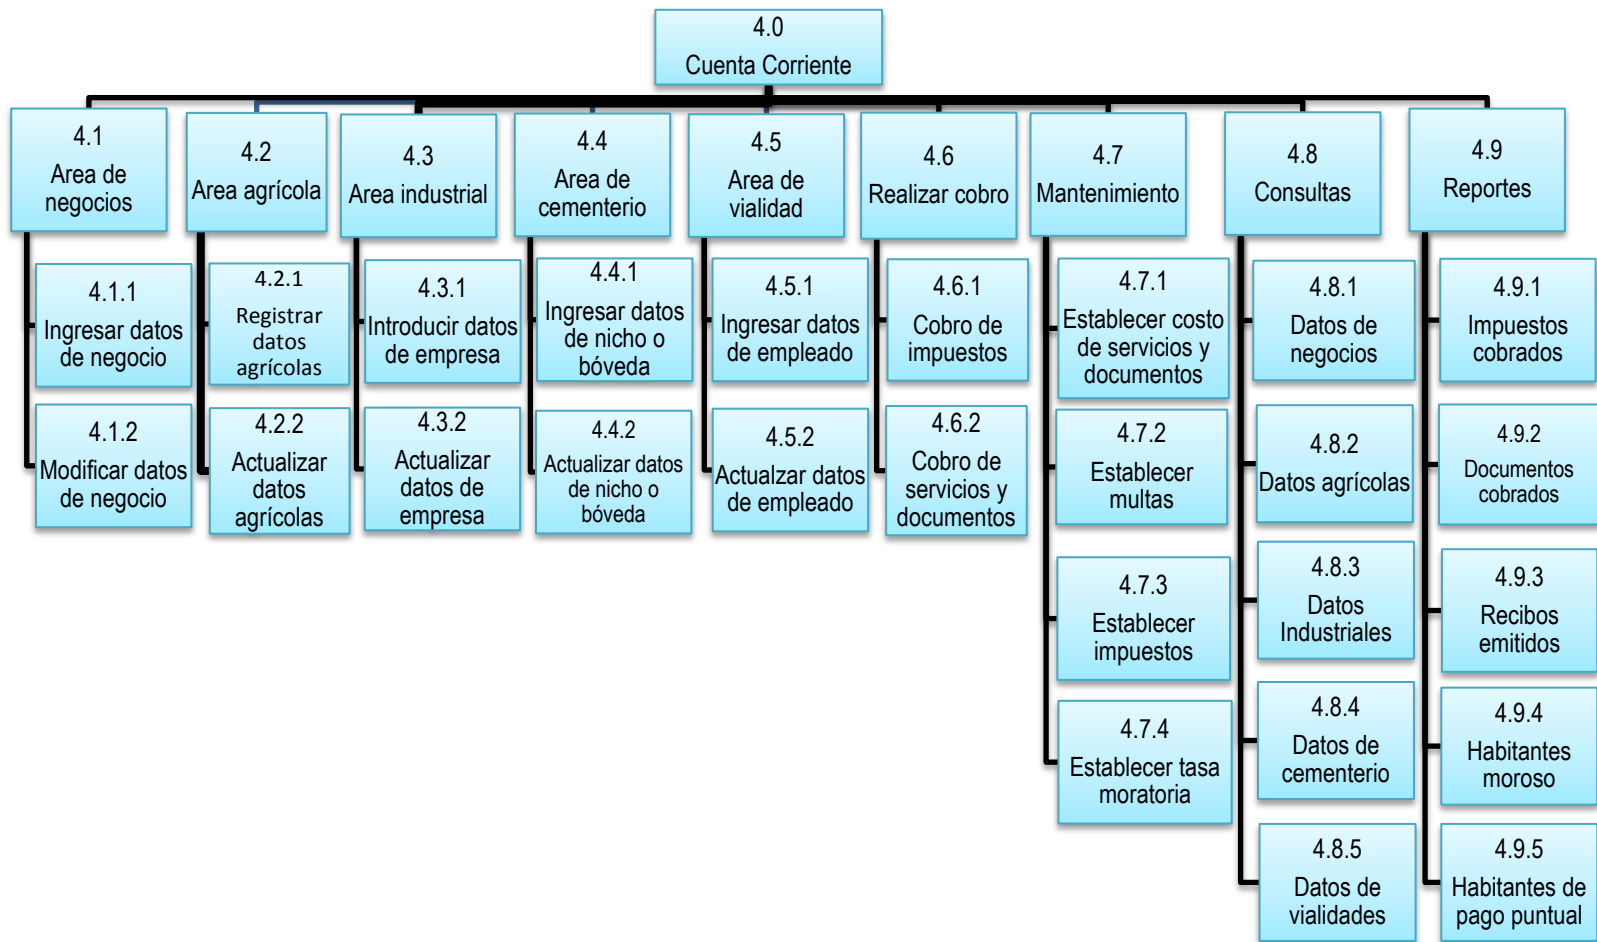 4.0
Cuenta Corriente
4.1
Area de
negocios
4.1.1
Ingresar datos
de negocio
4.1.2
Modificar datos
de negocio
4.2
Area agrícola
4.2.1
Registrar
datos
agrícolas
4.2.2
Actualizar
datos
agrícolas
4.3
Area industrial
4.3.1
Introducir datos
de empresa
4.3.2
Actualizar
datos de
empresa
4.4
Area de
cementerio
4.4.1
Ingresar datos
de nicho o
bóveda
4.4.2
Actualizar datos
de nicho o
bóveda
4.5
Area de
vialidad
4.5.1
Ingresar datos
de empleado
4.5.2
Actualzar datos
de empleado
4.6
Realizar cobro
4.6.1
Cobro de
impuestos
4.6.2
Cobro de
servicios y
documentos
4.7
Mantenimiento
4.7.1
Establecer costo
de servicios y
documentos
4.7.2
Establecer
multas
4.7.3
Establecer
impuestos
4.7.4
Establecer tasa
moratoria
4.8
Consultas
4.8.1
Datos de
negocios
4.8.2
Datos agrícolas
4.8.3
Datos
Industriales
4.8.4
Datos de
cementerio
4.8.5
Datos de
vialidades
4.9
Reportes
4.9.1
Impuestos
cobrados
4.9.2
Documentos
cobrados
4.9.3
Recibos
emitidos
4.9.4
Habitantes
moroso
4.9.5
Habitantes de
pago puntual